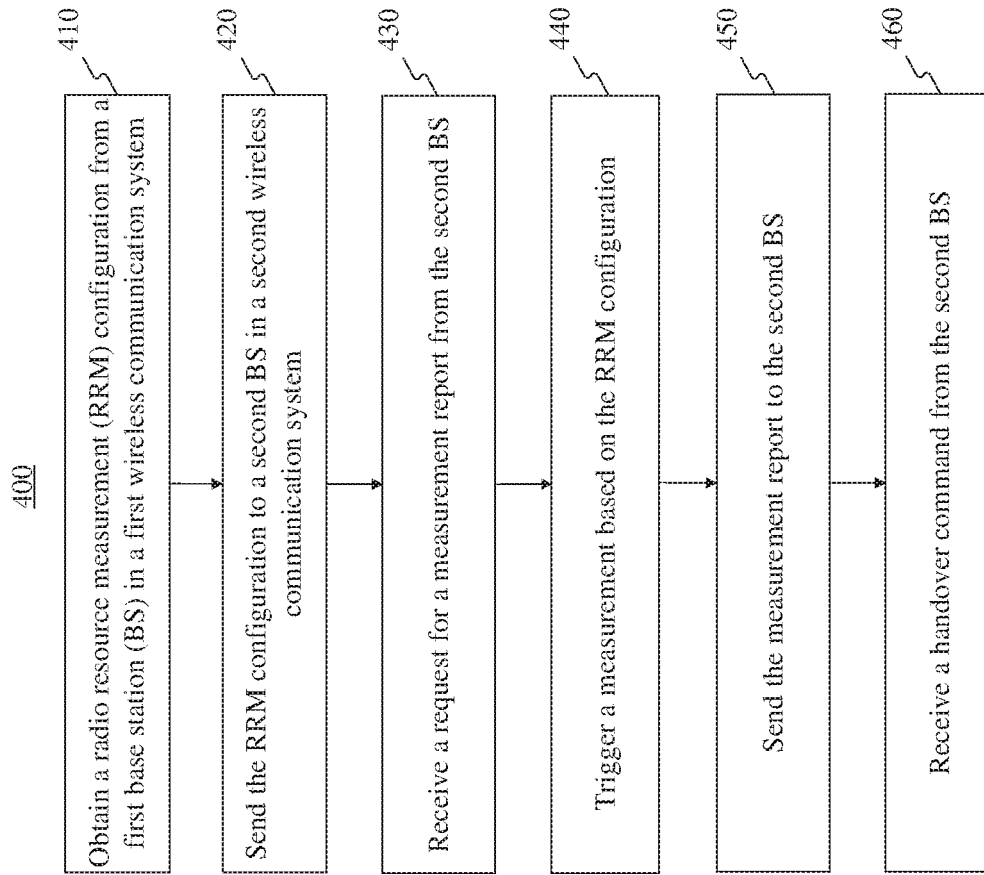 400
Obtain a radio resource measurement (RRM) configuration from a
first base station (BS) in a first wireless communication system
410
Send the RRM configuration to a second BS in a second wireless
communication system
420
Receive a request for a measurement report from the second BS
430
Trigger a measurement based on the RRM configuration
440
Send the measurement report to the second BS
450
Receive a handover command from the second BS
460